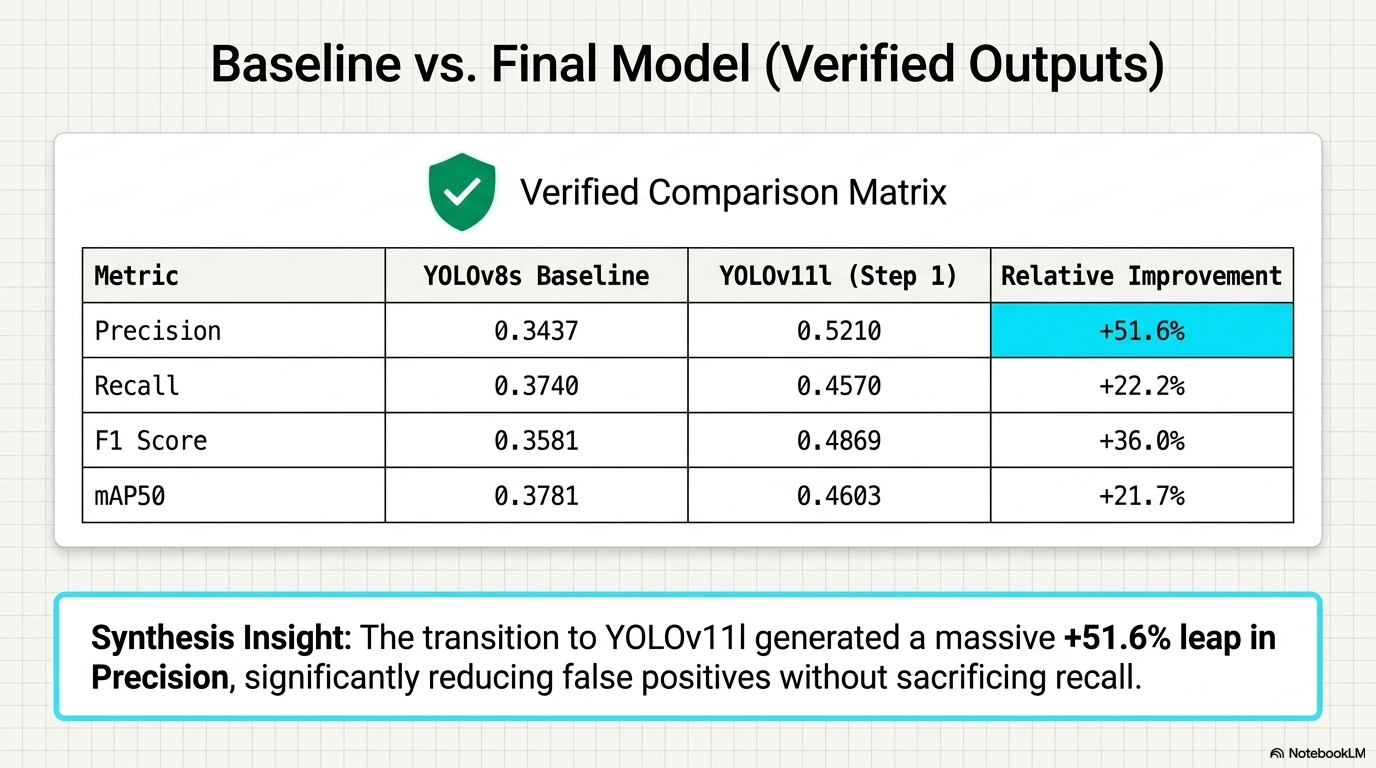 Baseline vs. Final Model (Verified Outputs)
Verified Comparison Matrix
Metric YOLOv8s Baseline YOLOv11l (Step 1) Relative Improvement
Precision 0.3437 0.5210 +51.6%
Recall 0.3740 0.4570 +22.2%
F1 Score 0.3581 0.4869 +36.0%
mAP50 0.3781 0.4603 +21.7%
Synthesis Insight: The transition to YOLOv11l generated a massive +51.6% leap in
Precision, significantly reducing false positives without sacrificing recall.
NotebookLM